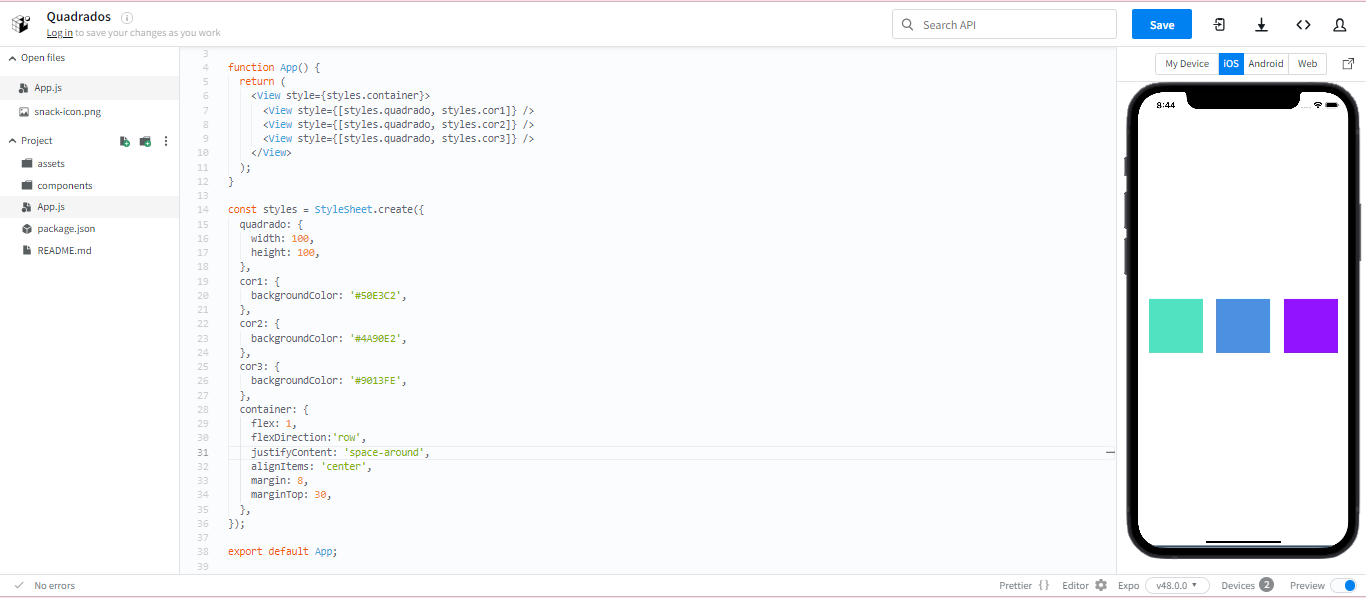 Quadrados
Log in to save your changes as you work
Search API
Save
Open files
App.js
snack-icon.png
Project
assets
components
App.js
package.json
README.md
3
4 function App() {
5 return (
6 <View style={styles.container}>
7 <View style={[styles.quadrado, styles.cor1]} />
8 <View style={[styles.quadrado, styles.cor2]} />
9 <View style={[styles.quadrado, styles.cor3]} />
10 </View>
11 );
12 }
13
14 const styles = StyleSheet.create({
15 quadrado: {
16 width: 100,
17 height: 100,
18 },
19 cor1: {
20 backgroundColor: '#50E3C2',
21 },
22 cor2: {
23 backgroundColor: '#4A90E2',
24 },
25 cor3: {
26 backgroundColor: '#9013FE',
27 },
28 container: {
29 flex: 1,
30 flexDirection:'row',
31 justifyContent: 'space-around',
32 alignItems: 'center',
33 margin: 8,
34 marginTop: 30,
35 },
36 });
37
38 export default App;
39
My Device iOS Android Web
8:44
No errors
Prettier { } Editor Expo v48.0.0 Devices 2 Preview